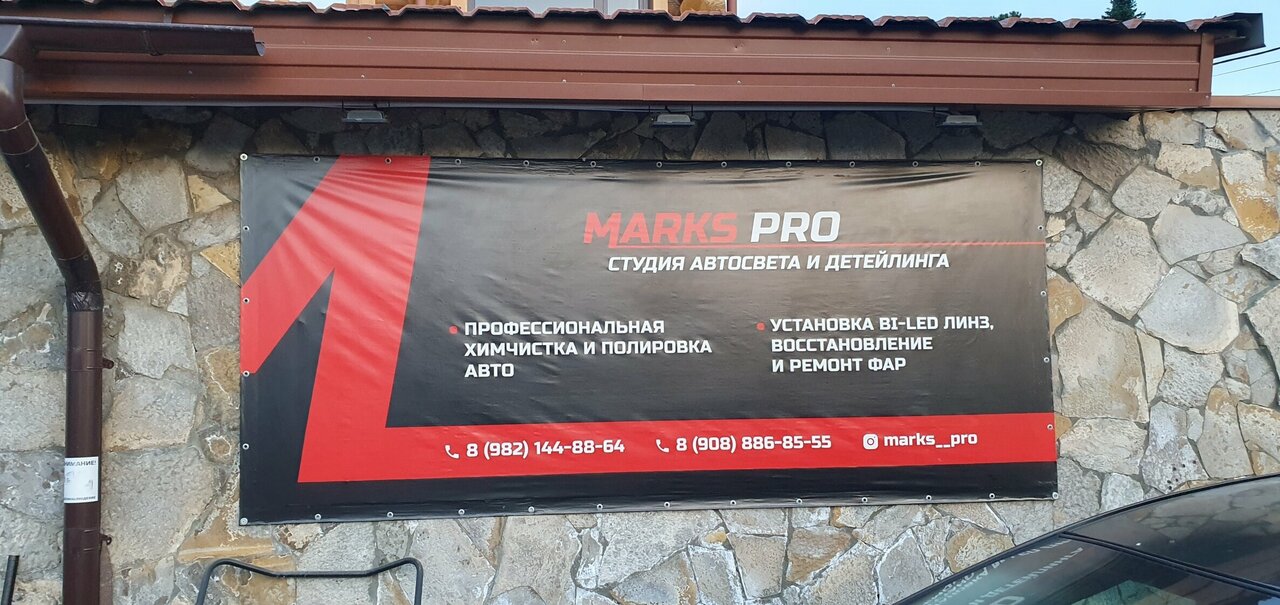 MARKS PRO
СТУДИЯ АВТОСВЕТА И ДЕТЕЙЛИНГА
• ПРОФЕССИОНАЛЬНАЯ
ХИМЧИСТКА И ПОЛИРОВКА
АВТО
• УСТАНОВКА BI-LED ЛИНЗ,
ВОССТАНОВЛЕНИЕ
И РЕМОНТ ФАР
8 (982) 144-88-64
8 (908) 886-85-55
marks__pro